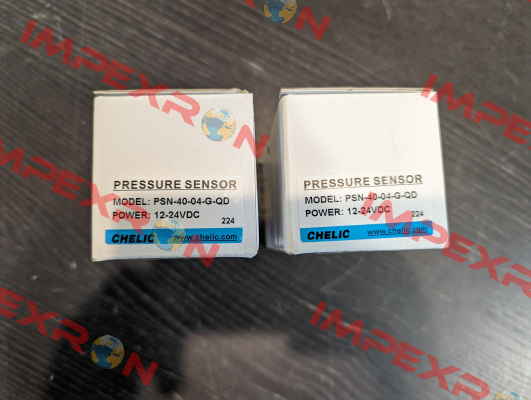 PRESSURE SENSOR
MODEL: PSN-40-04-G-QD
POWER: 12-24VDC
224
CHELIC www.chelic.com
PRESSURE SENSOR
MODEL: PSN-40-04-G-QD
POWER: 12-24VDC
224
CHELIC www.chelic.com
IMPEXRON
IMPEXRON
IMPEXRON
IMPEXRON